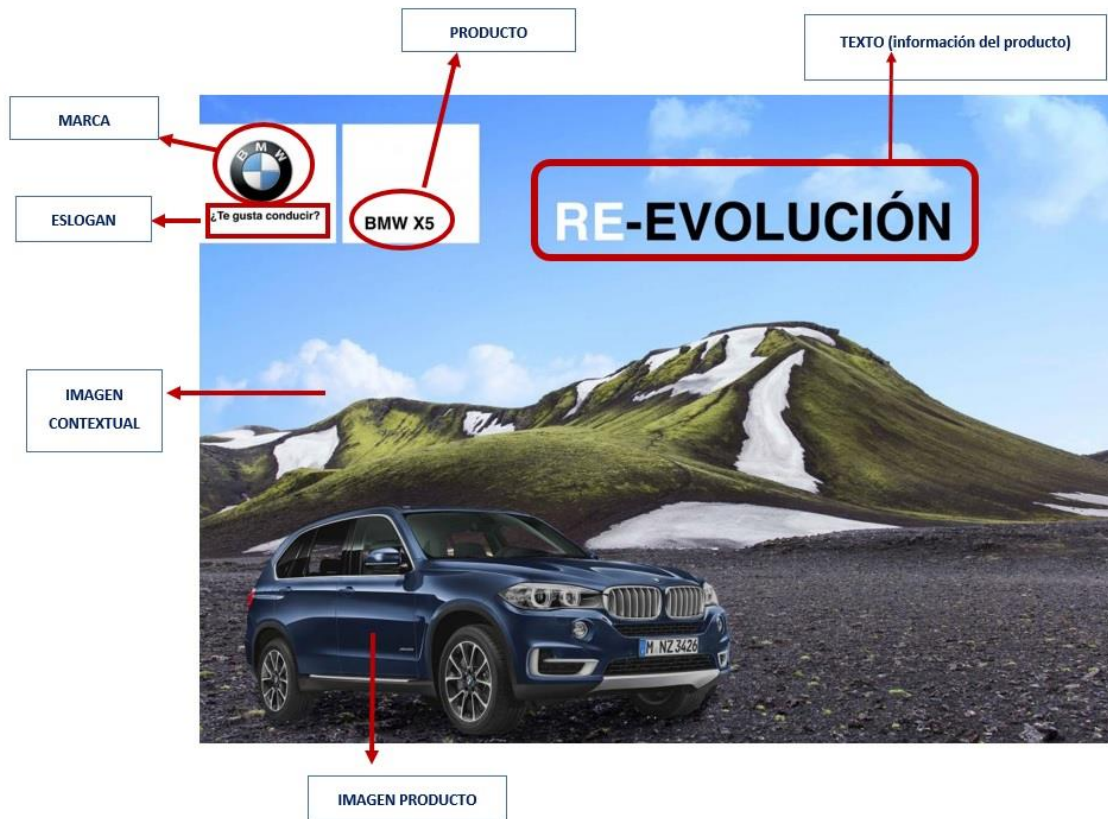 PRODUCTO
TEXTO (información del producto)
MARCA
BMW
ESLOGAN
¿Te gusta conducir?
BMW X5
RE-EVOLUCIÓN
IMAGEN
CONTEXTUAL
M NZ 3426
IMAGEN PRODUCTO